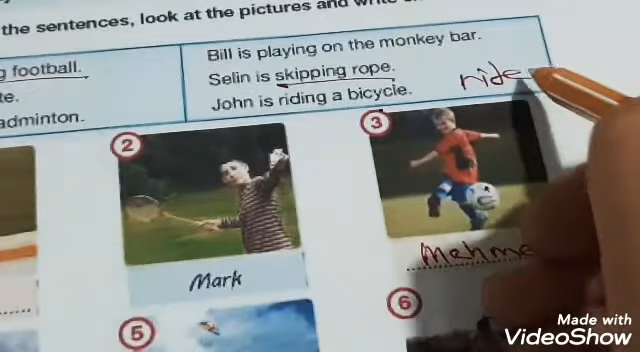 the sentences, look at the pictures and
g football.
te.
adminton.
Bill is playing on the monkey bar.
Selin is skipping rope.
John is riding a bicycle.
ride
2
3
Mark
Mehme
5
6
Made with
VideoShow